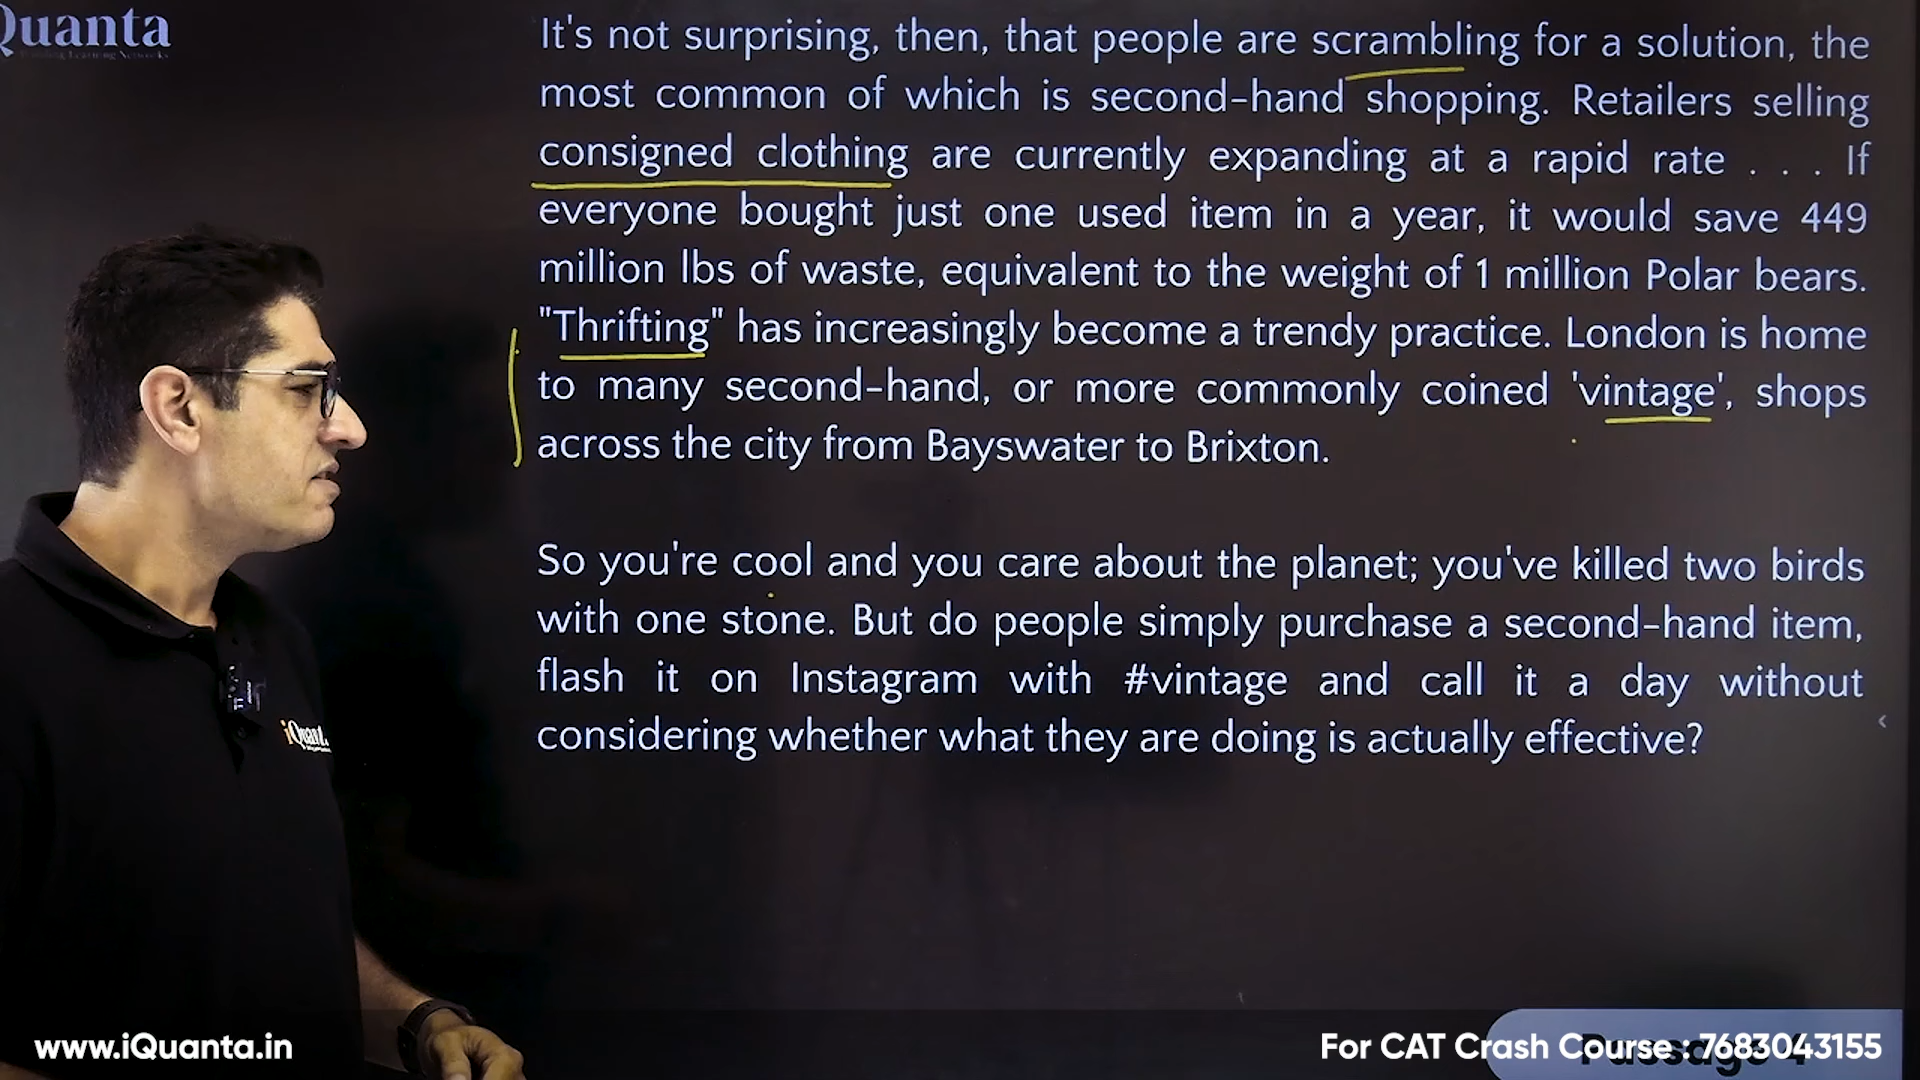 Quanta
It's not surprising, then, that people are scrambling for a solution, the
most common of which is second-hand shopping. Retailers selling
consigned clothing are currently expanding at a rapid rate . . . If
everyone bought just one used item in a year, it would save 449
million lbs of waste, equivalent to the weight of 1 million Polar bears.
"Thrifting" has increasingly become a trendy practice. London is home
to many second-hand, or more commonly coined 'vintage', shops
across the city from Bayswater to Brixton.
So you're cool and you care about the planet; you've killed two birds
with one stone. But do people simply purchase a second-hand item,
flash it on Instagram with #vintage and call it a day without
considering whether what they are doing is actually effective?
www.iQuanta.in
For CAT Crash Course : 7683043155
Passage 4